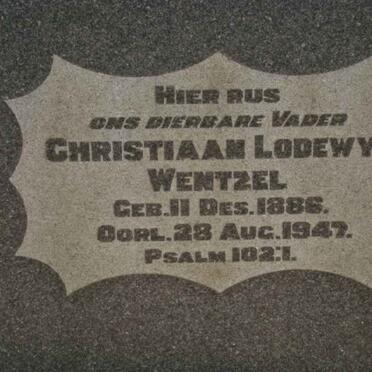 HIER RUS
ONS DIERBARE VADER
CHRISTIAAN LODEWY
WENTZEL
GEB. 11 DES. 1886.
OORL. 28 AUG. 1947.
PSALM 102:1.